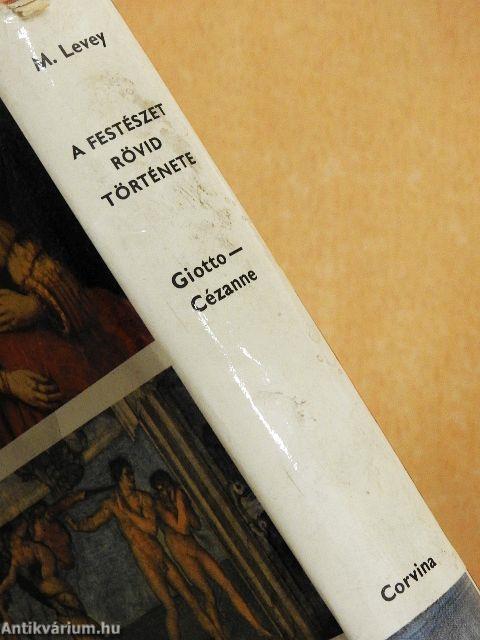 M. Levey
A FESTÉSZET
RÖVID
TÖRTÉNETE
Giotto—
Cézanne
Corvina
Antikvárium.hu